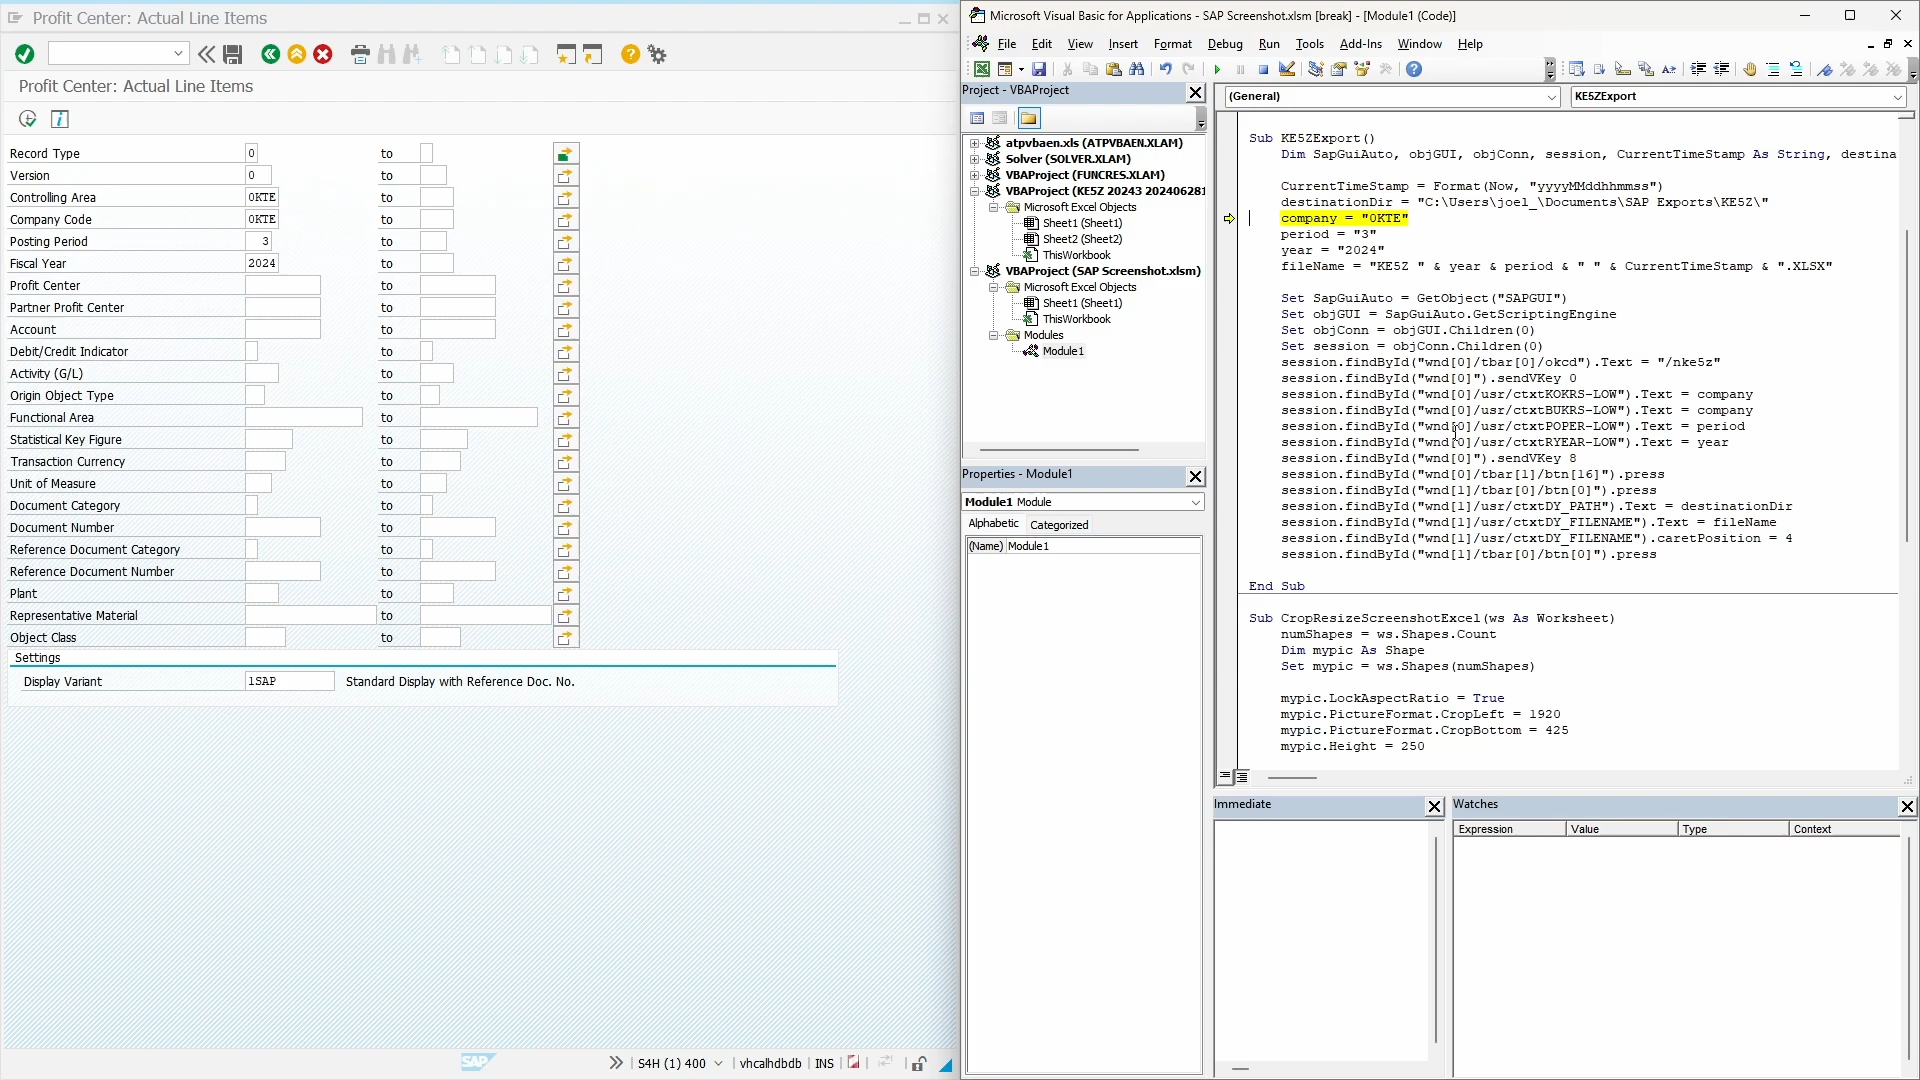 Profit Center: Actual Line Items
Profit Center: Actual Line Items
Record Type 0 to
Version 0 to
Controlling Area 0KTE to
Company Code 0KTE to
Posting Period 3 to
Fiscal Year 2024 to
Profit Center to
Partner Profit Center to
Account to
Debit/Credit Indicator to
Activity (G/L) to
Origin Object Type to
Functional Area to
Statistical Key Figure to
Transaction Currency to
Unit of Measure to
Document Category to
Document Number to
Reference Document Category to
Reference Document Number to
Plant to
Representative Material to
Object Class to
Settings
Display Variant 1SAP Standard Display with Reference Doc. No.
SAP S4H (1) 400 vhcalhdbdb INS
Microsoft Visual Basic for Applications - SAP Screenshot.xlsm [break] - [Module1 (Code)]
File Edit View Insert Format Debug Run Tools Add-Ins Window Help
Project - VBAProject
atpvbaen.xls (ATPVBAEN.XLAM)
Solver (SOLVER.XLAM)
VBAProject (FUNCRES.XLAM)
VBAProject (KE5Z 20243 202406281
Microsoft Excel Objects
Sheet1 (Sheet1)
Sheet2 (Sheet2)
ThisWorkbook
VBAProject (SAP Screenshot.xlsm)
Microsoft Excel Objects
Sheet1 (Sheet1)
ThisWorkbook
Modules
Module1
Properties - Module1
Module1 Module
Alphabetic Categorized
(Name) Module1
(General) KE5ZExport
Sub KE5ZExport()
Dim SapGuiAuto, objGUI, objConn, session, CurrentTimeStamp As String, destina
CurrentTimeStamp = Format(Now, "yyyyMMddhhmmss")
destinationDir = "C:\Users\joel_\Documents\SAP Exports\KE5Z\"
company = "0KTE"
period = "3"
year = "2024"
fileName = "KE5Z " & year & period & " " & CurrentTimeStamp & ".XLSX"
Set SapGuiAuto = GetObject("SAPGUI")
Set objGUI = SapGuiAuto.GetScriptingEngine
Set objConn = objGUI.Children(0)
Set session = objConn.Children(0)
session.findById("wnd[0]/tbar[0]/okcd").Text = "/nke5z"
session.findById("wnd[0]").sendVKey 0
session.findById("wnd[0]/usr/ctxtKOKRS-LOW").Text = company
session.findById("wnd[0]/usr/ctxtBUKRS-LOW").Text = company
session.findById("wnd[0]/usr/ctxtPOPER-LOW").Text = period
session.findById("wnd[0]/usr/ctxtRYEAR-LOW").Text = year
session.findById("wnd[0]").sendVKey 8
session.findById("wnd[0]/tbar[1]/btn[16]").press
session.findById("wnd[1]/tbar[0]/btn[0]").press
session.findById("wnd[1]/usr/ctxtDY_PATH").Text = destinationDir
session.findById("wnd[1]/usr/ctxtDY_FILENAME").Text = fileName
session.findById("wnd[1]/usr/ctxtDY_FILENAME").caretPosition = 4
session.findById("wnd[1]/tbar[0]/btn[0]").press
End Sub
Sub CropResizeScreenshotExcel(ws As Worksheet)
numShapes = ws.Shapes.Count
Dim mypic As Shape
Set mypic = ws.Shapes(numShapes)
mypic.LockAspectRatio = True
mypic.PictureFormat.CropLeft = 1920
mypic.PictureFormat.CropBottom = 425
mypic.Height = 250
Immediate
Watches
Expression Value Type Context